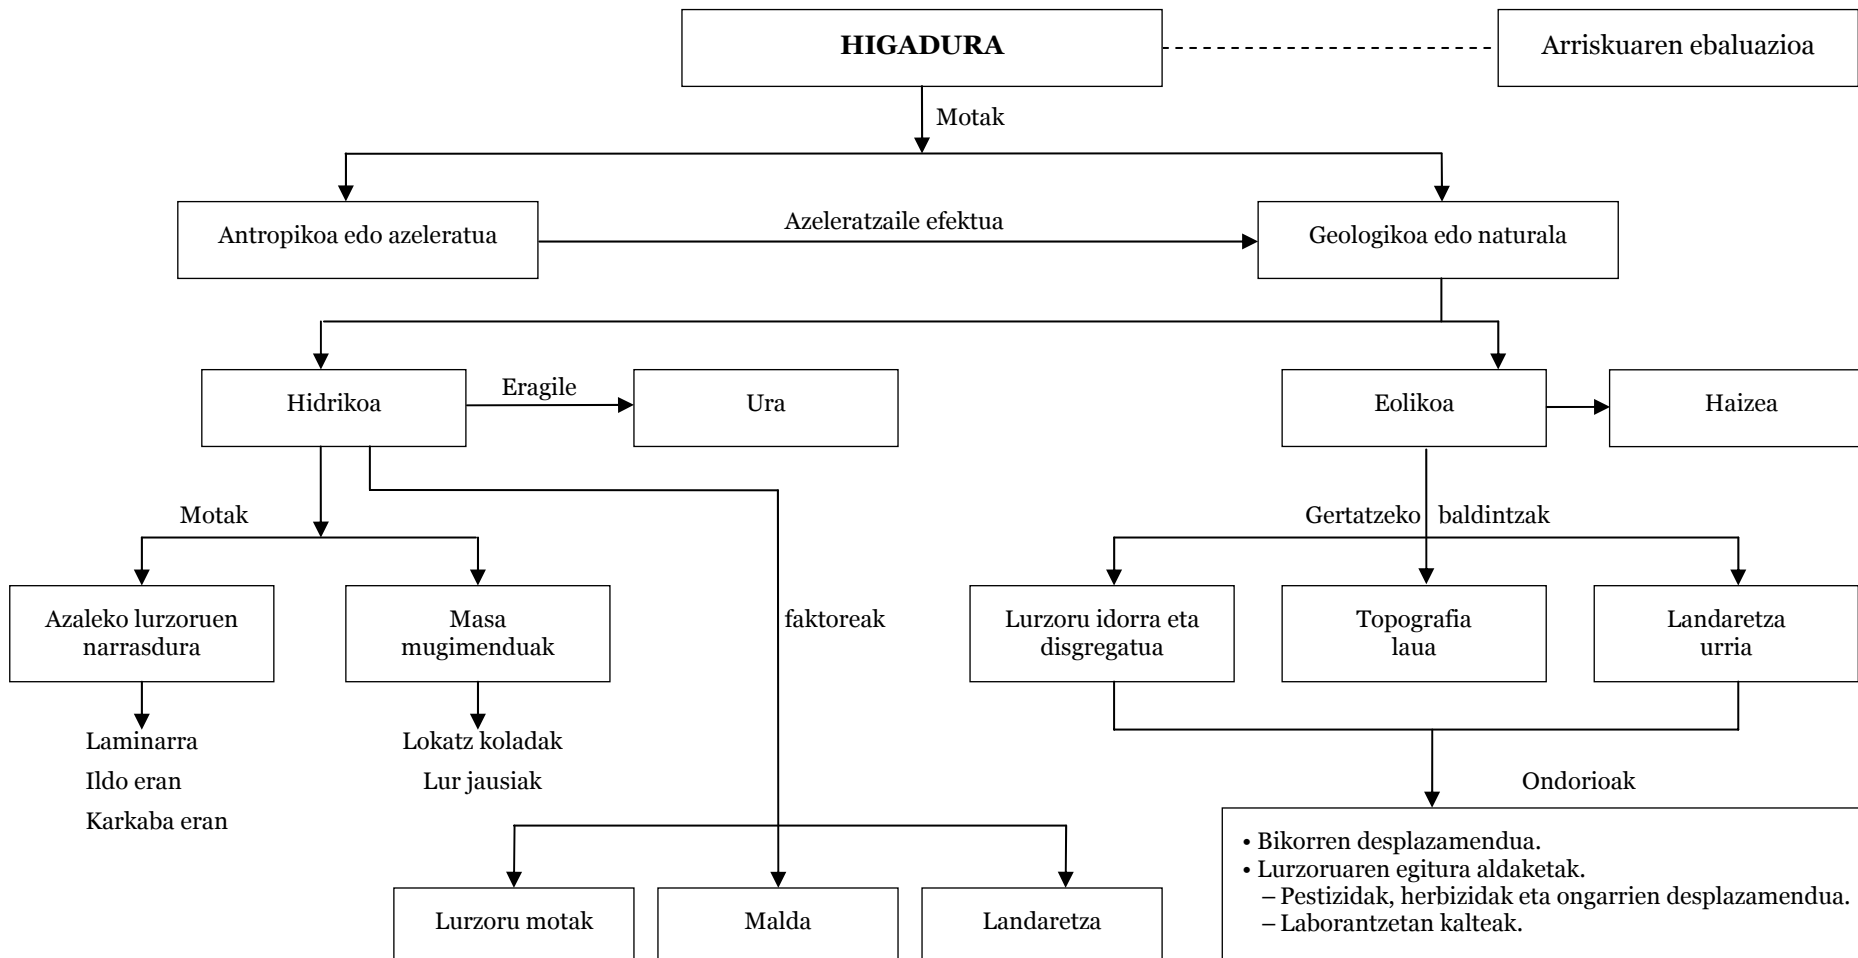 HIGADURA
Arriskuaren ebaluazioa
Motak
Antropikoa edo azeleratua
Azeleratzaile efektua
Geologikoa edo naturala
Hidrikoa
Eragile
Ura
Eolikoa
Haizea
Motak
Gertatzeko baldintzak
Azaleko lurzoruen
narrasdura
Masa
mugimenduak
faktoreak
Lurzoru idorra eta
disgregatua
Topografia
laua
Landaretza
urria
Laminarra
Ildo eran
Karkaba eran
Lokatz koladak
Lur jausiak
Ondorioak
• Bikorren desplazamendua.
• Lurzoruaren egitura aldaketak.
– Pestizidak, herbizidak eta ongarrien desplazamendua.
– Laborantzetan kalteak.
Lurzoru motak
Malda
Landaretza